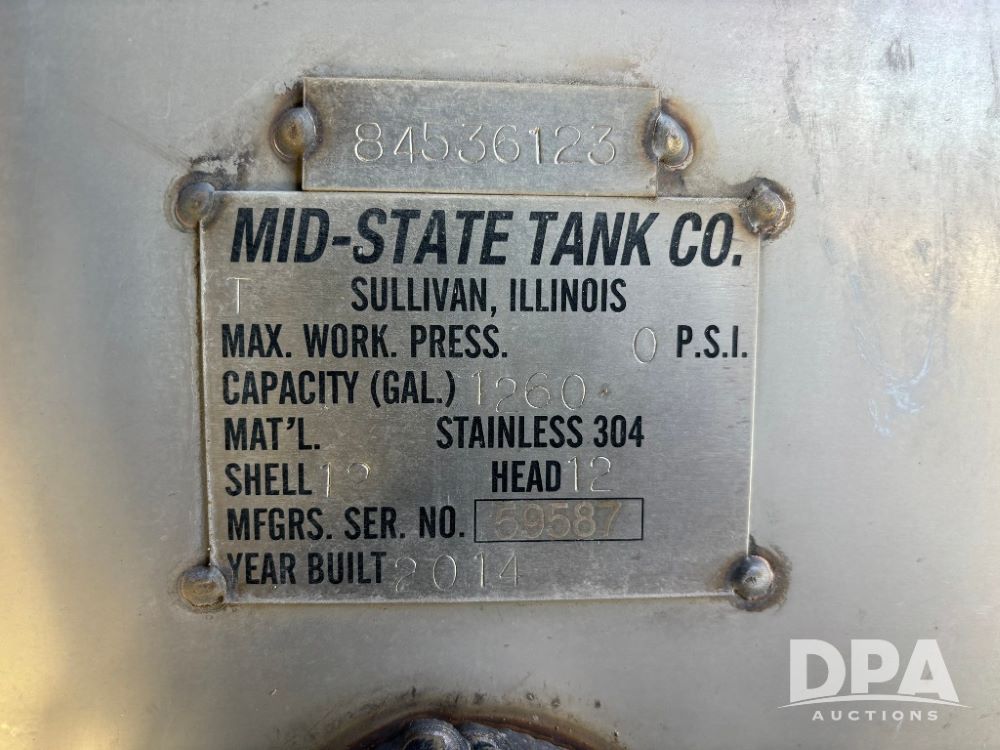 84536123
MID-STATE TANK CO.
T SULLIVAN, ILLINOIS
MAX. WORK. PRESS. 0 P.S.I.
CAPACITY (GAL.) 1260
MAT'L. STAINLESS 304
SHELL 12 HEAD 12
MFGRS. SER. NO. 59587
YEAR BUILT 2014
DPA
AUCTIONS